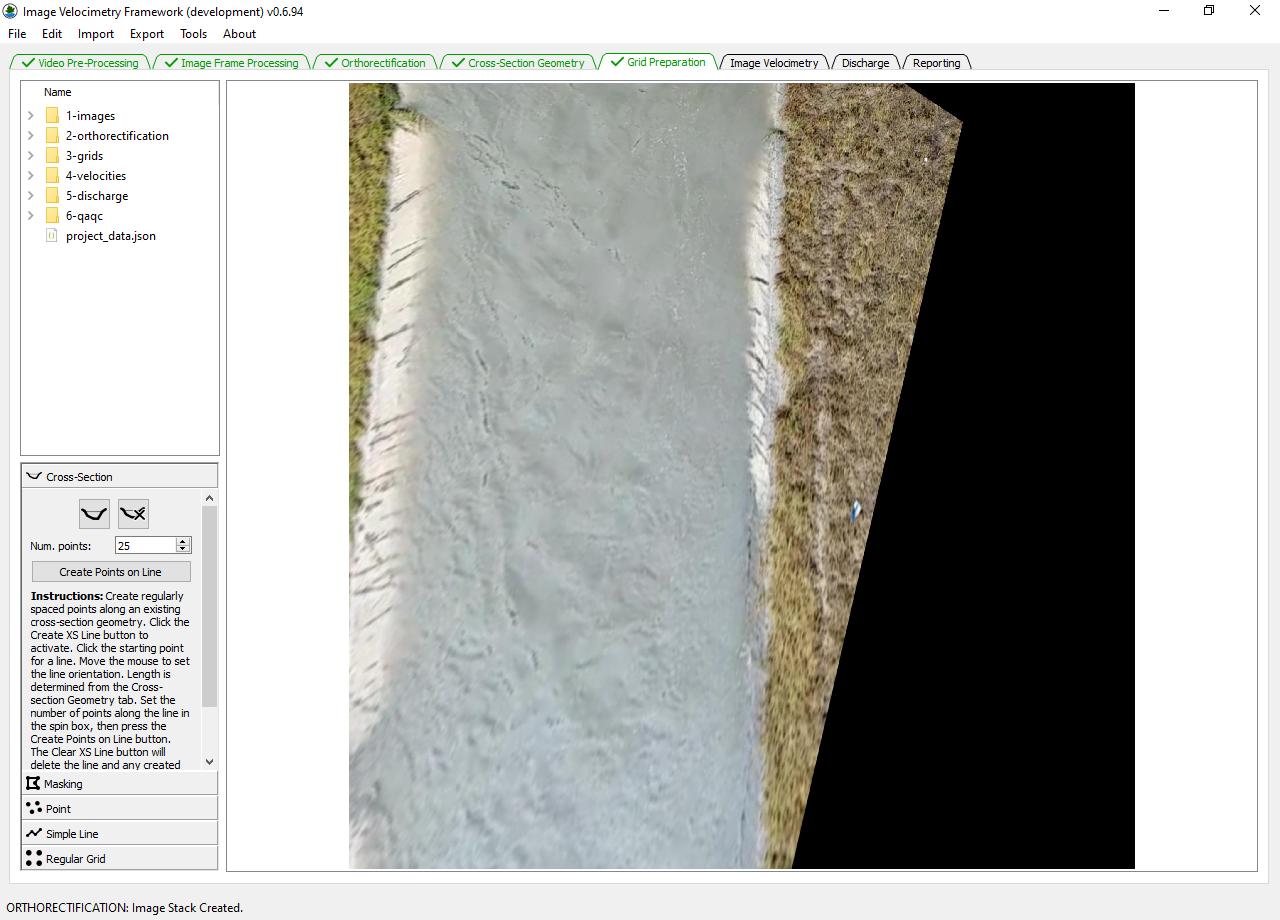 Image Velocimetry Framework (development) v0.6.94
File Edit Import Export Tools About
Video Pre-Processing Image Frame Processing Orthorectification Cross-Section Geometry Grid Preparation Image Velocimetry Discharge Reporting
Name
1-images
2-orthorectification
3-grids
4-velocities
5-discharge
6-qaqc
project_data.json
Cross-Section
Num. points: 25
Create Points on Line
Instructions: Create regularly
spaced points along an existing
cross-section geometry. Click the
Create XS Line button to
activate. Click the starting point
for a line. Move the mouse to set
the line orientation. Length is
determined from the Cross-
section Geometry tab. Set the
number of points along the line in
the spin box, then press the
Create Points on Line button.
The Clear XS Line button will
delete the line and any created
Masking
Point
Simple Line
Regular Grid
ORTHORECTIFICATION: Image Stack Created.